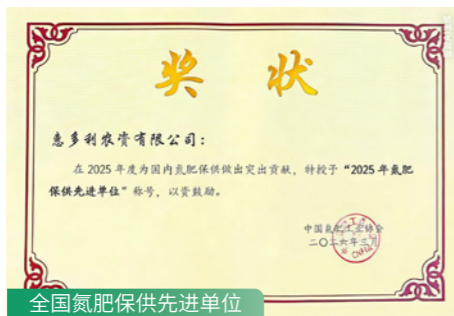 奖 状
惠多利农资有限公司：
在2025年度为国内氮肥保供做出突出贡献，特授予“2025年氮肥
保供先进单位”称号，以资鼓励。
中国氮肥工业协会
二〇二六年三月
全国氮肥保供先进单位